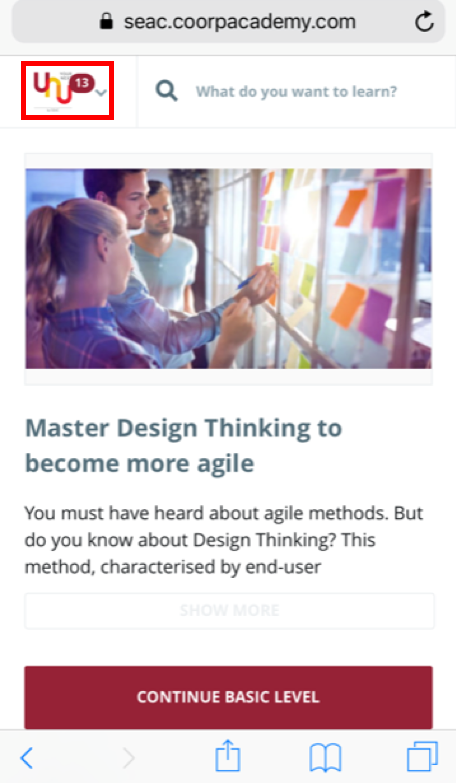 seac.coorpacademy.com
13
What do you want to learn?
Master Design Thinking to
become more agile
You must have heard about agile methods. But
do you know about Design Thinking? This
method, characterised by end-user
SHOW MORE
CONTINUE BASIC LEVEL